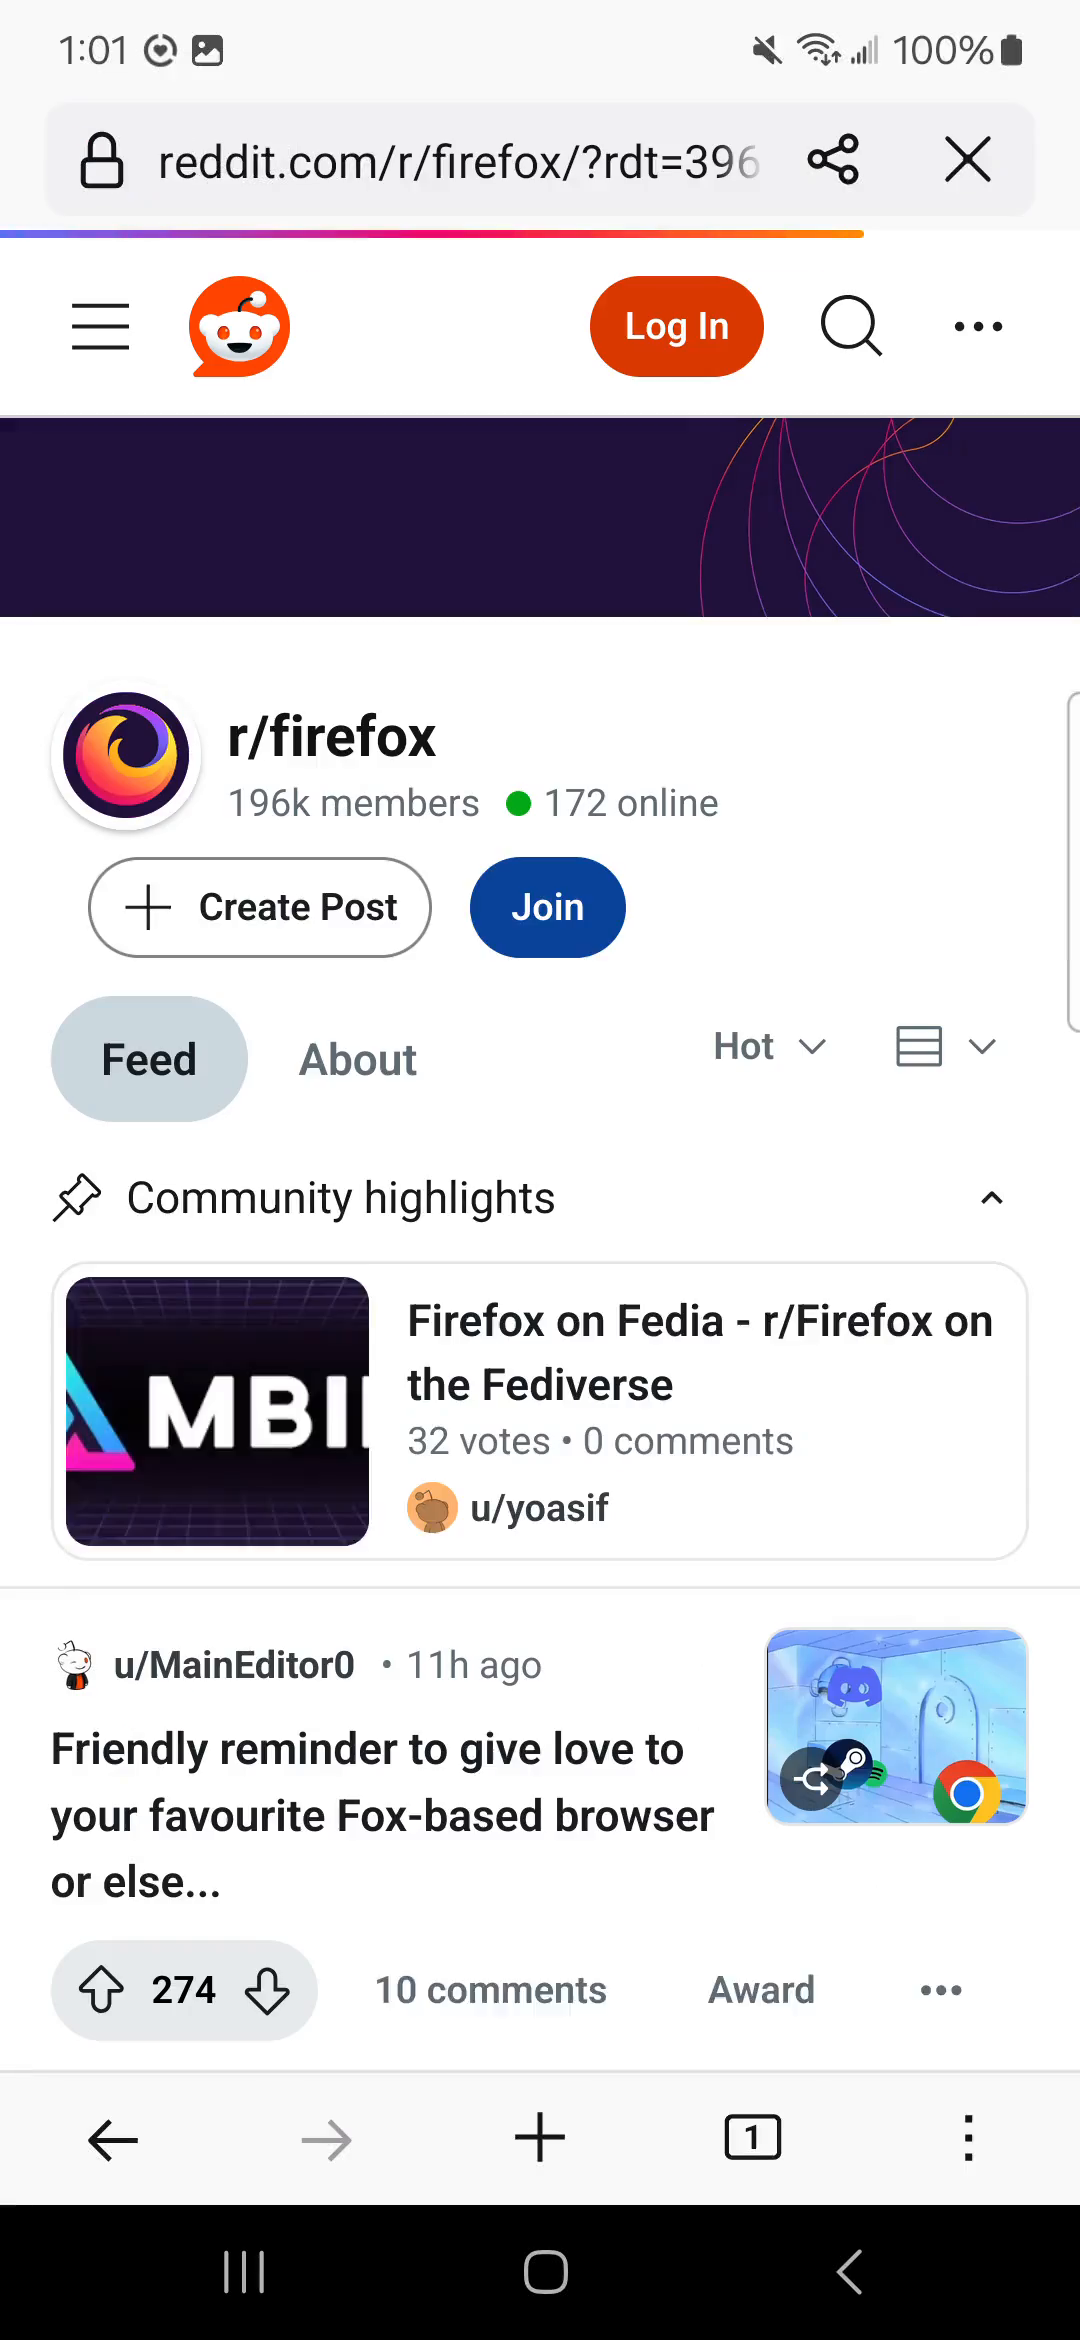 1:01
100%
reddit.com/r/firefox/?rdt=396
Log In
r/firefox
196k members 172 online
Create Post
Join
Feed
About
Hot
Community highlights
MBI
Firefox on Fedia - r/Firefox on
the Fediverse
32 votes • 0 comments
u/yoasif
u/MainEditor0 • 11h ago
Friendly reminder to give love to
your favourite Fox-based browser
or else...
274
10 comments
Award
1